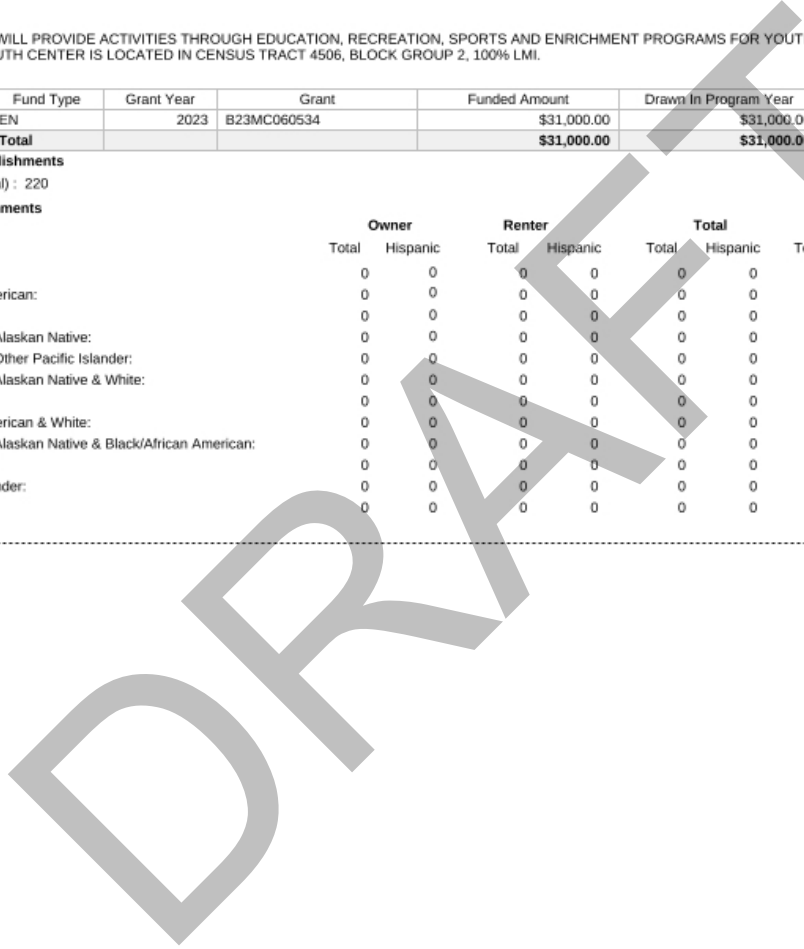 WILL PROVIDE ACTIVITIES THROUGH EDUCATION, RECREATION, SPORTS AND ENRICHMENT PROGRAMS FOR YOUT
UTH CENTER IS LOCATED IN CENSUS TRACT 4506, BLOCK GROUP 2, 100% LMI.
Fund Type Grant Year Grant Funded Amount Drawn In Program Year
EN 2023 B23MC060534 $31,000.00 $31,000.0
Total $31,000.00 $31,000.0
lishments
al) : 220
ments
Owner Renter Total
Total Hispanic Total Hispanic Total Hispanic To
0 0 0 0 0 0
erican: 0 0 0 0 0 0
0 0 0 0 0 0
Alaskan Native: 0 0 0 0 0 0
Other Pacific Islander: 0 0 0 0 0 0
Alaskan Native & White: 0 0 0 0 0 0
0 0 0 0 0 0
erican & White: 0 0 0 0 0 0
Alaskan Native & Black/African American: 0 0 0 0 0 0
0 0 0 0 0 0
nder: 0 0 0 0 0 0
0 0 0 0 0 0
DRAFT